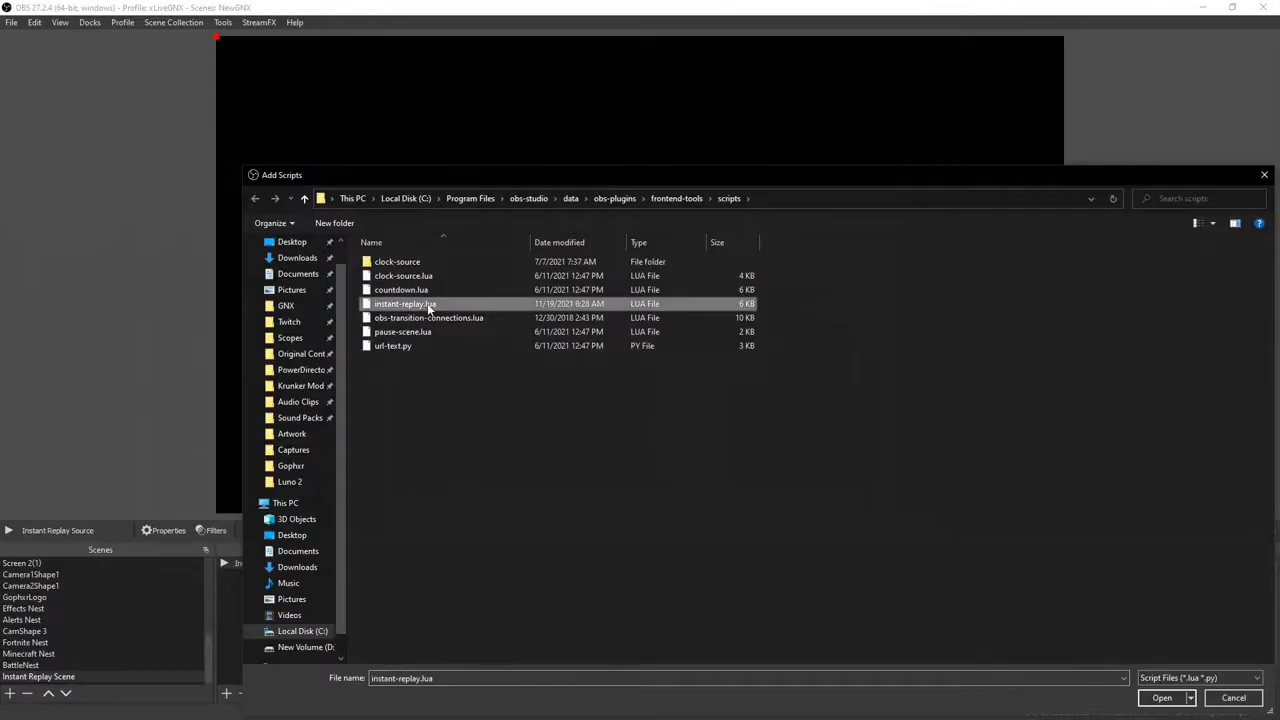 OBS 27.2.4 (64-bit, windows) - Profile: xLiveGNX - Scenes: NewGNX
File Edit View Docks Profile Scene Collection Tools StreamFX Help
Add Scripts
This PC › Local Disk (C:) › Program Files › obs-studio › data › obs-plugins › frontend-tools › scripts ›
Search scripts
Organize New folder
Name Date modified Type Size
clock-source 7/7/2021 7:37 AM File folder
clock-source.lua 6/11/2021 12:47 PM LUA File 4 KB
countdown.lua 6/11/2021 12:47 PM LUA File 6 KB
instant-replay.lua 11/19/2021 8:28 AM LUA File 6 KB
obs-transition-connections.lua 12/30/2018 2:43 PM LUA File 10 KB
pause-scene.lua 6/11/2021 12:47 PM LUA File 2 KB
url-text.py 6/11/2021 12:47 PM PY File 3 KB
Desktop
Downloads
Documents
Pictures
GNX
Twitch
Scopes
Original Cont
PowerDirecto
Krunker Mod
Audio Clips
Sound Packs
Artwork
Captures
Gophxr
Luno 2
This PC
3D Objects
Desktop
Documents
Downloads
Music
Pictures
Videos
Local Disk (C:)
New Volume (D:
File name: instant-replay.lua
Script Files (*.lua *.py)
Open
Cancel
Instant Replay Source
Properties
Filters
Scenes
Screen 2(1)
Camera1Shape1
Camera2Shape1
GophxrLogo
Effects Nest
Alerts Nest
CamShape 3
Fortnite Nest
Minecraft Nest
BattleNest
Instant Replay Scene
In